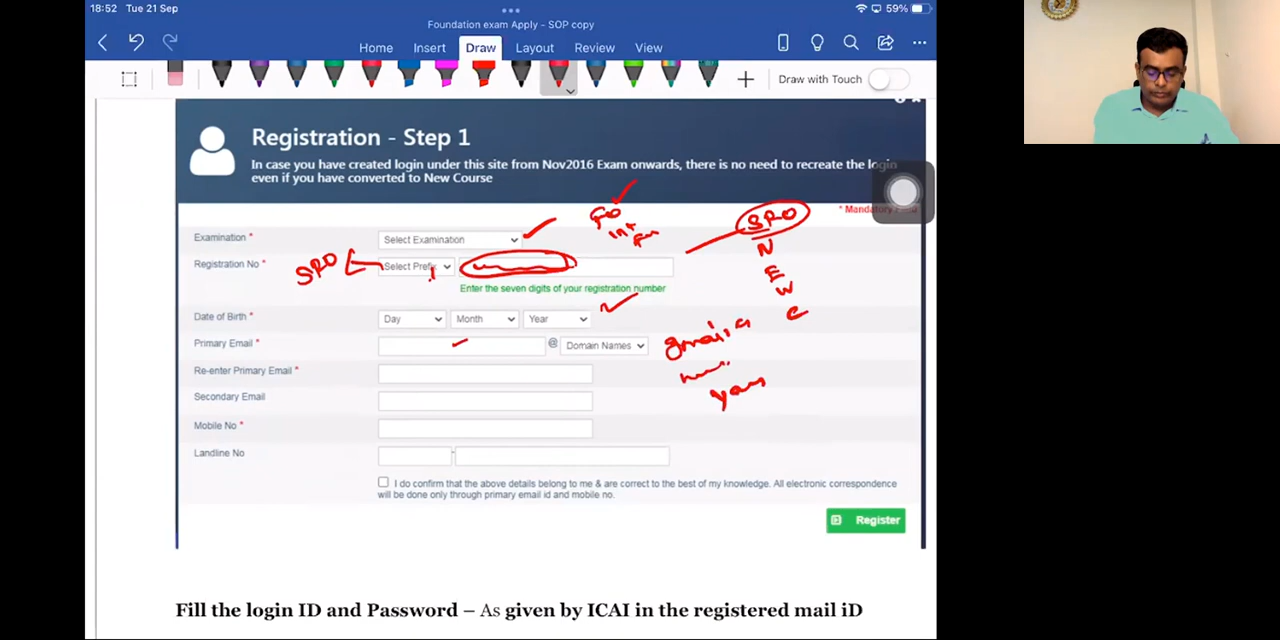 18:52 Tue 21 Sep
59%
Foundation exam Apply - SOP copy
Home Insert Draw Layout Review View
Draw with Touch
Registration - Step 1
In case you have created login under this site from Nov2016 Exam onwards, there is no need to recreate the login
even if you have converted to New Course
* Mandatory Field
Fo
Int
SRO
N
E
W
C
Examination Select Examination
SRO
Registration No * Select Prefix
Enter the seven digits of your registration number
Date of Birth * Day Month Year
Primary Email * @ Domain Names
Re-enter Primary Email *
Secondary Email
Mobile No *
Landline No -
I do confirm that the above details belong to me & are correct to the best of my knowledge. All electronic correspondence
will be done only through primary email id and mobile no.
Register
Fill the login ID and Password – As given by ICAI in the registered mail iD